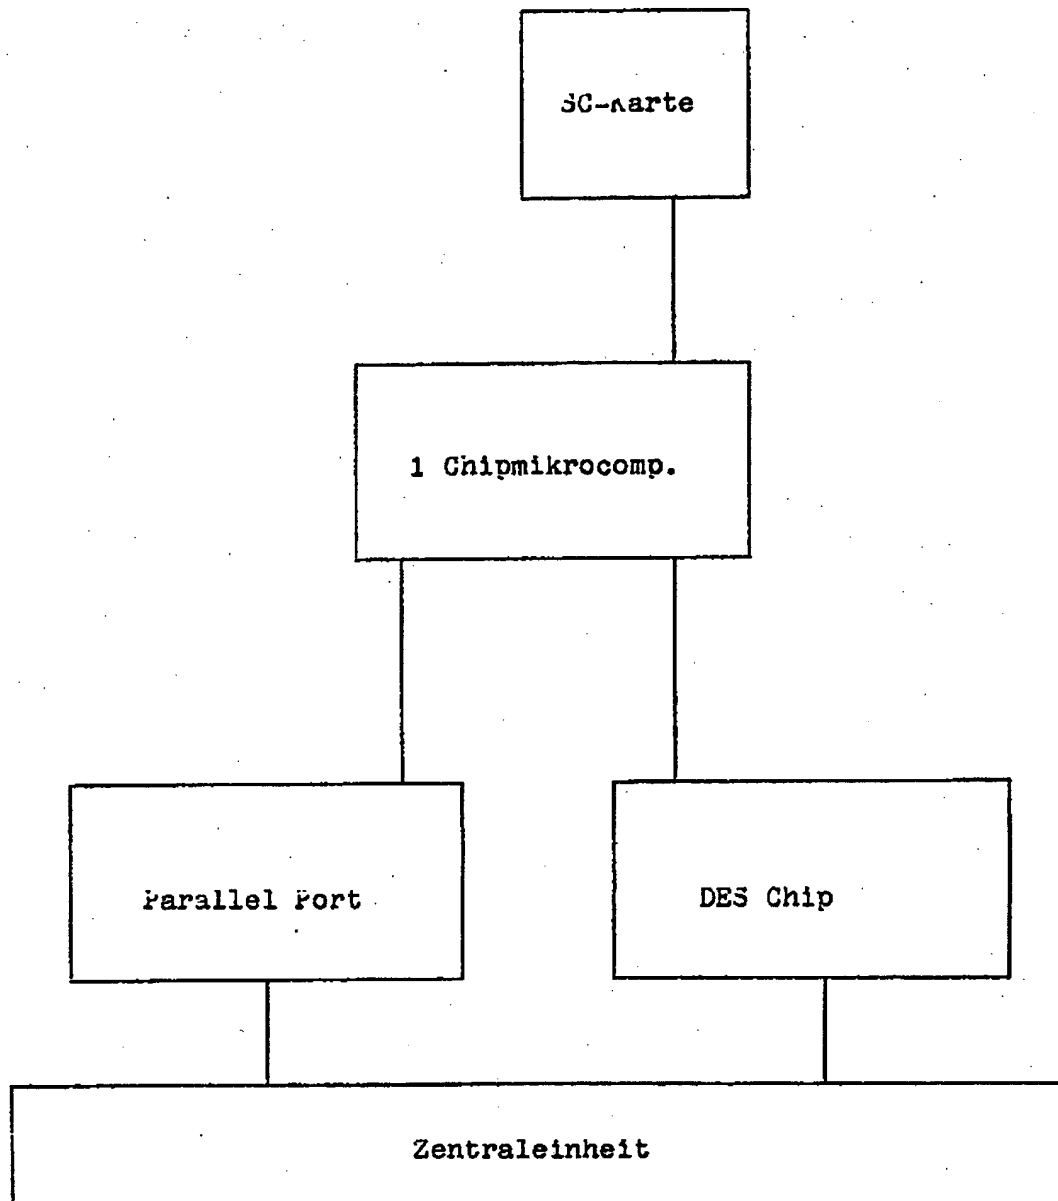 SC-Karte
1 Chipmikrocomp.
Parallel Port
DES Chip
Zentraleinheit